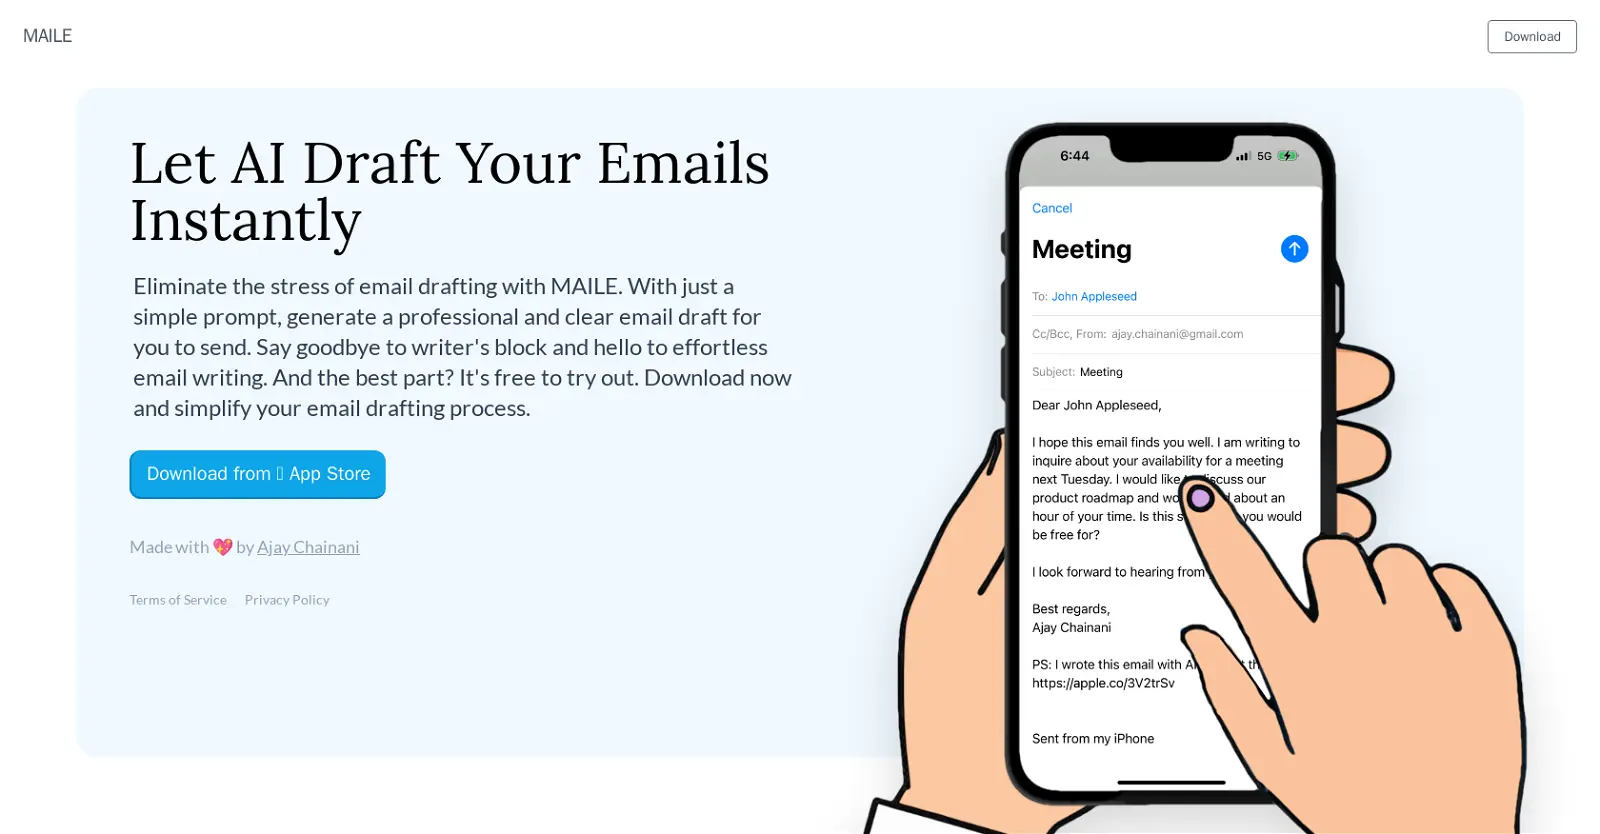 MAILE
Download
Let AI Draft Your Emails
Instantly
Eliminate the stress of email drafting with MAILE. With just a
simple prompt, generate a professional and clear email draft for
you to send. Say goodbye to writer's block and hello to effortless
email writing. And the best part? It's free to try out. Download now
and simplify your email drafting process.
Download from App Store
Made with 💖 by Ajay Chainani
Terms of Service Privacy Policy
6:44 5G
Cancel
Meeting
To: John Appleseed
Cc/Bcc, From: ajay.chainani@gmail.com
Subject: Meeting
Dear John Appleseed,
I hope this email finds you well. I am writing to
inquire about your availability for a meeting
next Tuesday. I would like discuss our
product roadmap and about an
hour of your time. Is this you would
be free for?
I look forward to hearing from
Best regards,
Ajay Chainani
PS: I wrote this email with
https://apple.co/3V2trSv
Sent from my iPhone